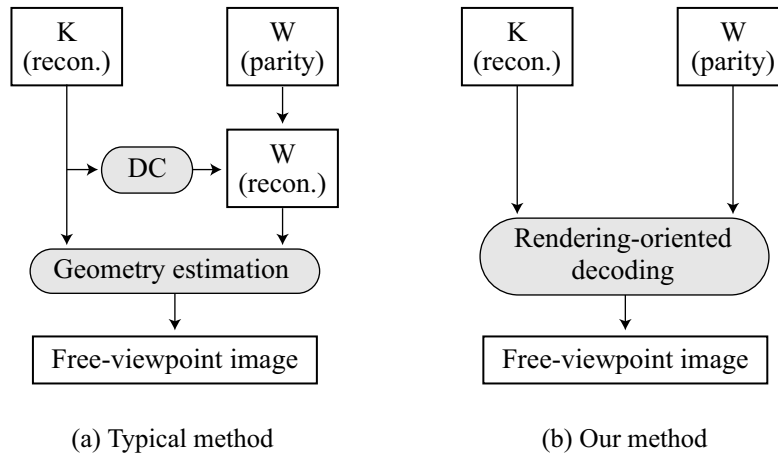 K
(recon.)
W
(parity)
DC
W
(recon.)
Geometry estimation
Free-viewpoint image
(a) Typical method
K
(recon.)
W
(parity)
Rendering-oriented
decoding
Free-viewpoint image
(b) Our method